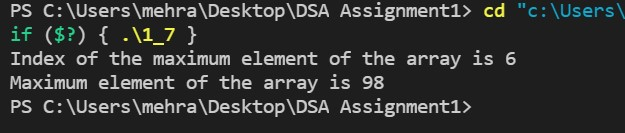 PS C:\Users\mehra\Desktop\DSA Assignment1> cd "c:\Users\
if ($?) { .\1_7 }
Index of the maximum element of the array is 6
Maximum element of the array is 98
PS C:\Users\mehra\Desktop\DSA Assignment1>